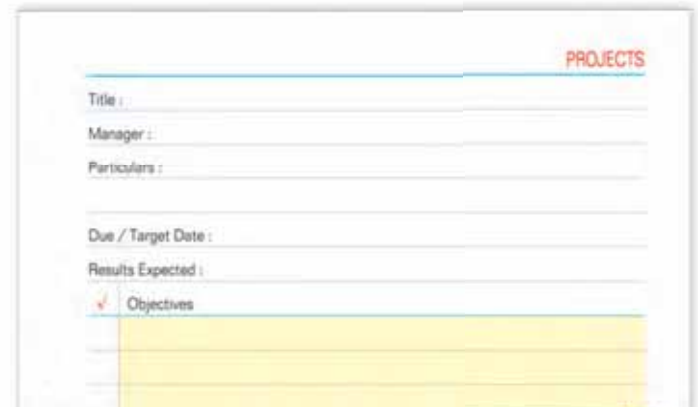 PROJECTS
Title :
Manager :
Particulars :
Due / Target Date :
Results Expected :
√ Objectives